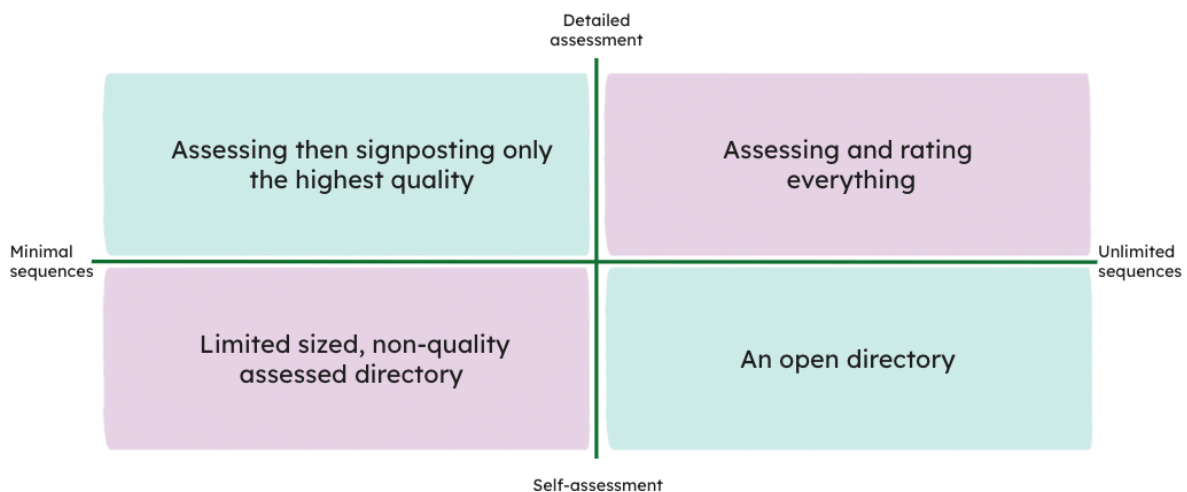 Detailed
assessment
Assessing then signposting only
the highest quality
Assessing and rating
everything
Minimal
sequences
Unlimited
sequences
Limited sized, non-quality
assessed directory
An open directory
Self-assessment